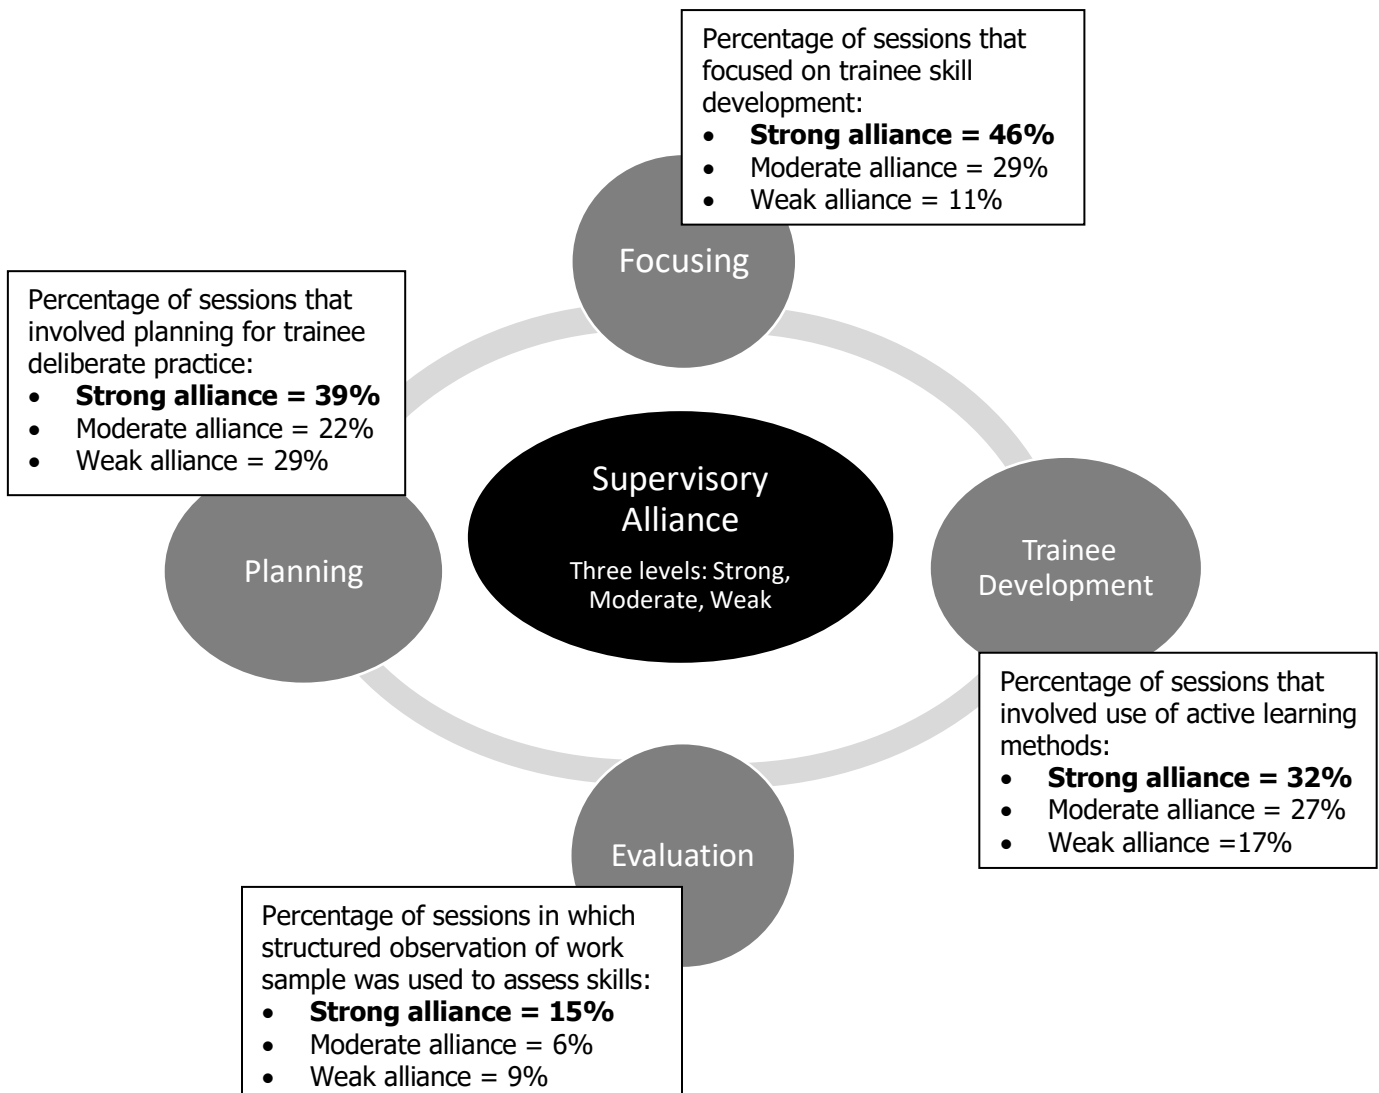 Percentage of sessions that
focused on trainee skill
development:
• Strong alliance = 46%
• Moderate alliance = 29%
• Weak alliance = 11%
Focusing
Percentage of sessions that
involved planning for trainee
deliberate practice:
• Strong alliance = 39%
• Moderate alliance = 22%
• Weak alliance = 29%
Planning
Supervisory
Alliance
Three levels: Strong,
Moderate, Weak
Trainee
Development
Percentage of sessions that
involved use of active learning
methods:
• Strong alliance = 32%
• Moderate alliance = 27%
• Weak alliance =17%
Evaluation
Percentage of sessions in which
structured observation of work
sample was used to assess skills:
• Strong alliance = 15%
• Moderate alliance = 6%
• Weak alliance = 9%